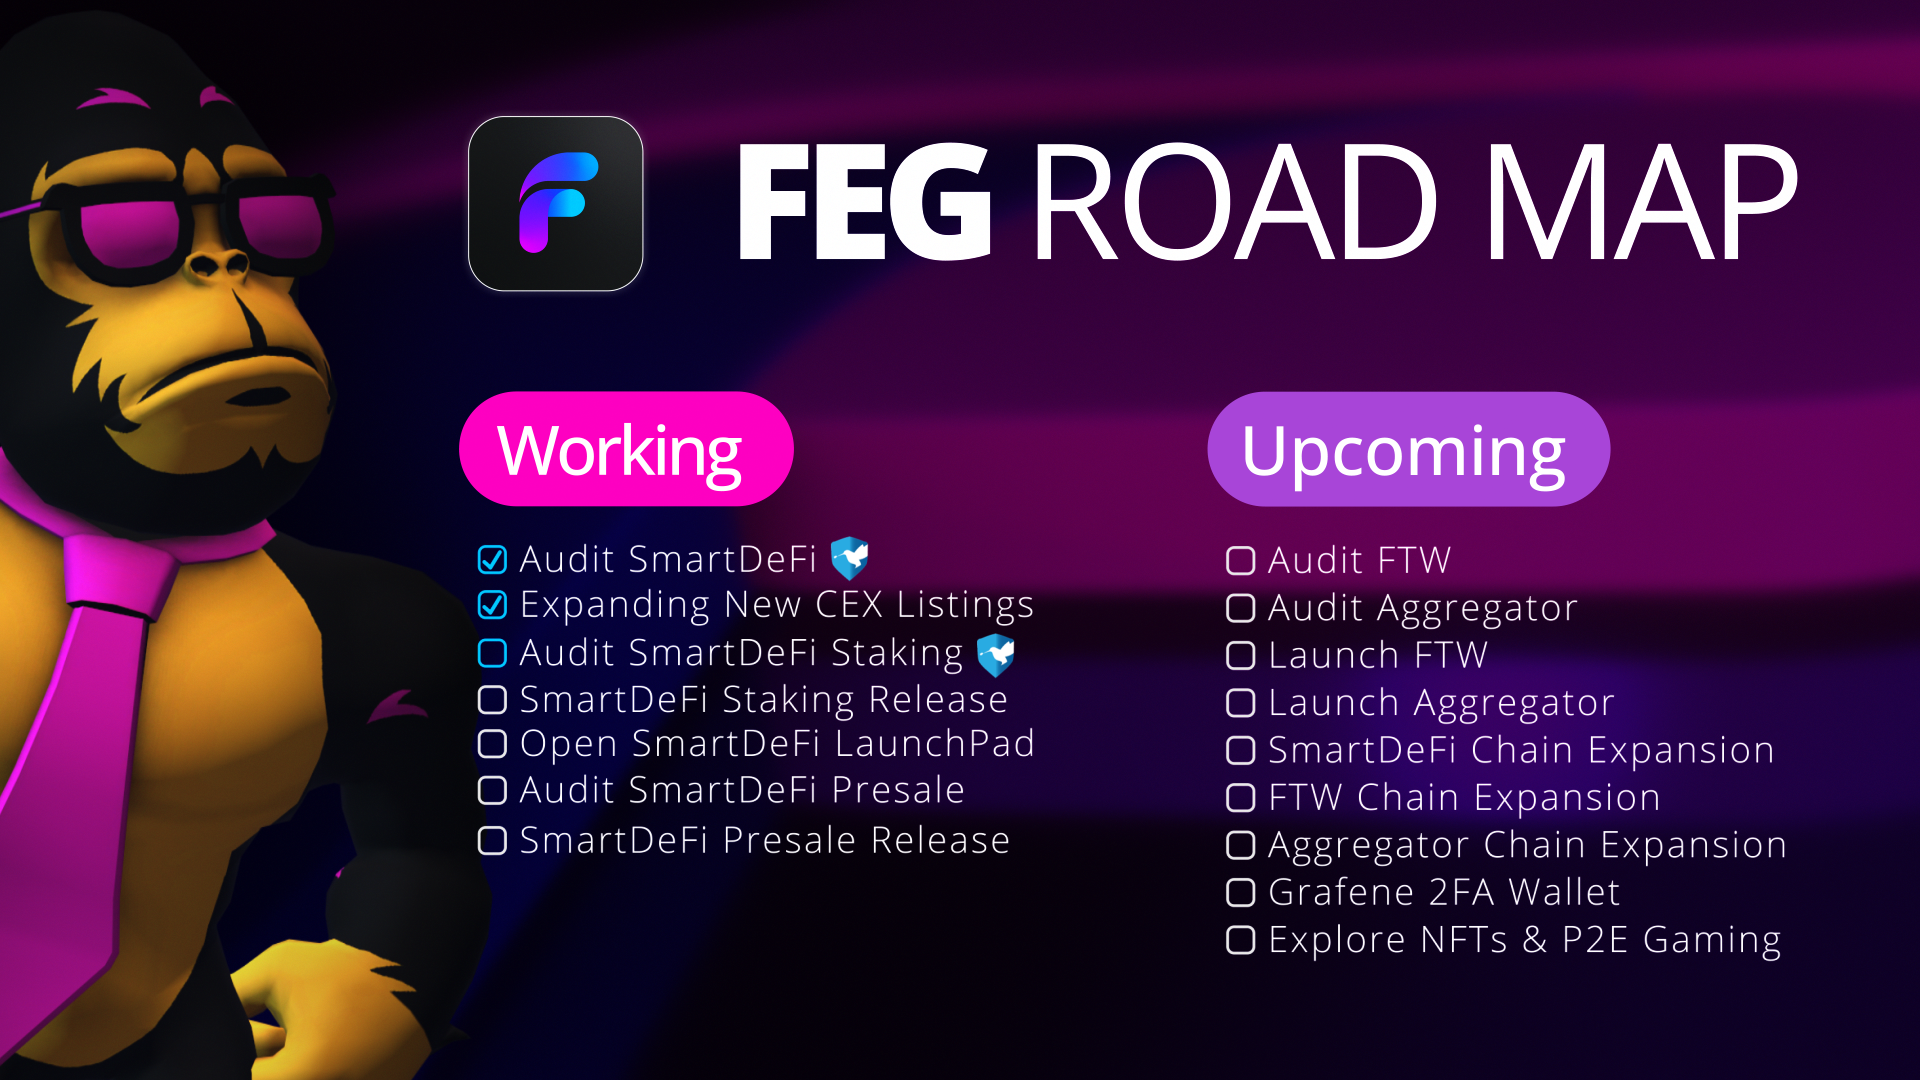 FEG ROAD MAP
Working
Audit SmartDeFi
Expanding New CEX Listings
Audit SmartDeFi Staking
SmartDeFi Staking Release
Open SmartDeFi LaunchPad
Audit SmartDeFi Presale
SmartDeFi Presale Release
Upcoming
Audit FTW
Audit Aggregator
Launch FTW
Launch Aggregator
SmartDeFi Chain Expansion
FTW Chain Expansion
Aggregator Chain Expansion
Grafene 2FA Wallet
Explore NFTs & P2E Gaming